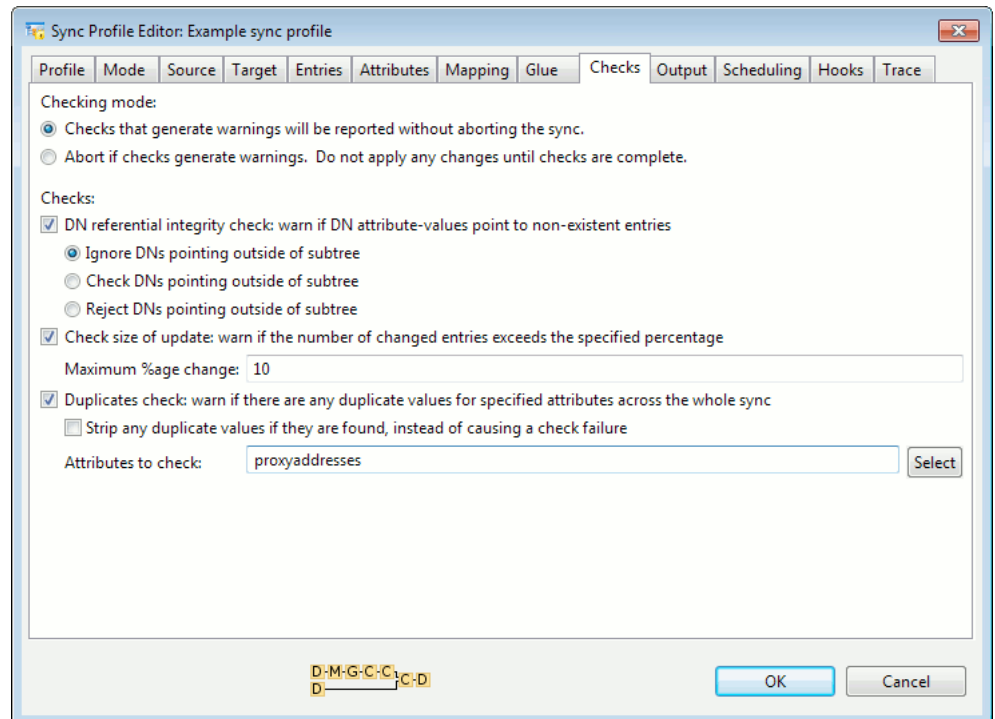 Sync Profile Editor: Example sync profile
Profile Mode Source Target Entries Attributes Mapping Glue Checks Output Scheduling Hooks Trace
Checking mode:
Checks that generate warnings will be reported without aborting the sync.
Abort if checks generate warnings. Do not apply any changes until checks are complete.
Checks:
DN referential integrity check: warn if DN attribute-values point to non-existent entries
Ignore DNs pointing outside of subtree
Check DNs pointing outside of subtree
Reject DNs pointing outside of subtree
Check size of update: warn if the number of changed entries exceeds the specified percentage
Maximum %age change: 10
Duplicates check: warn if there are any duplicate values for specified attributes across the whole sync
Strip any duplicate values if they are found, instead of causing a check failure
Attributes to check: proxyaddresses Select
D-M-G-C-C
C-D
D
OK Cancel